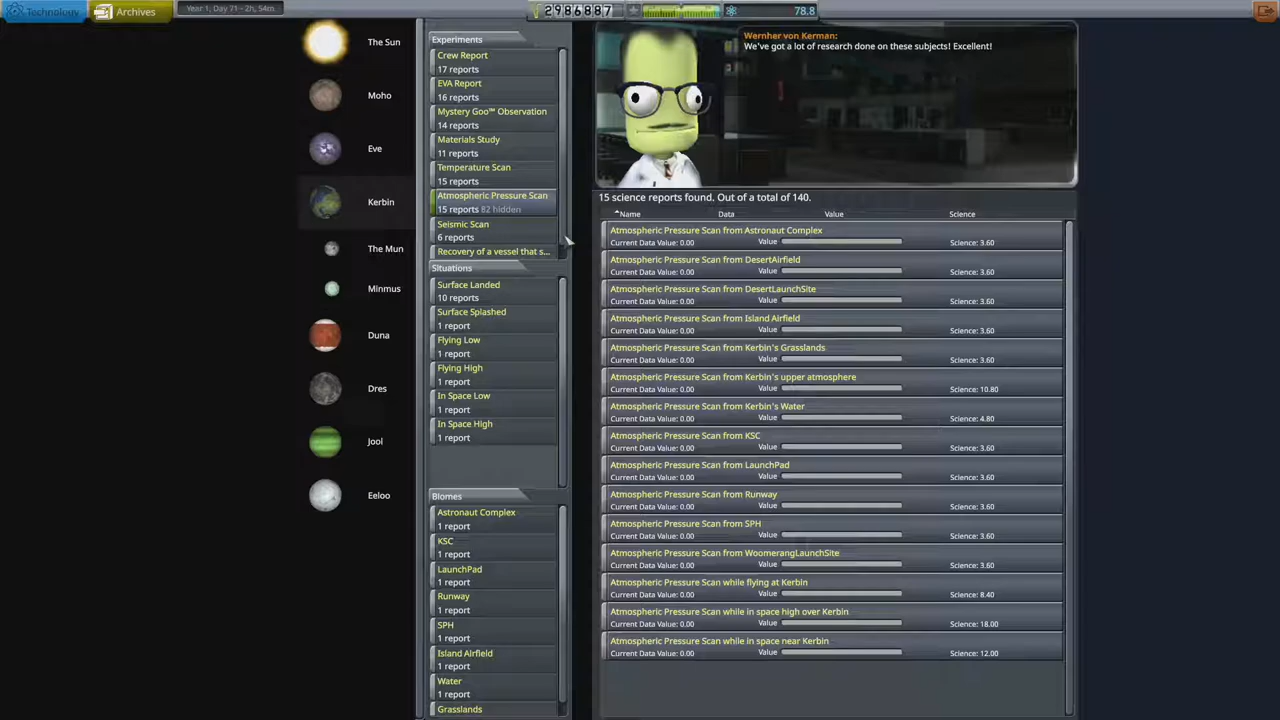 Technology
Archives
Year 1, Day 71 - 2h, 54m
2986887
78.8
The Sun
Moho
Eve
Kerbin
The Mun
Minmus
Duna
Dres
Jool
Eeloo
Experiments
Crew Report
17 reports
EVA Report
16 reports
Mystery Goo™ Observation
14 reports
Materials Study
11 reports
Temperature Scan
15 reports
Atmospheric Pressure Scan
15 reports 82 hidden
Seismic Scan
6 reports
Recovery of a vessel that s...
Situations
Surface Landed
10 reports
Surface Splashed
1 report
Flying Low
1 report
Flying High
1 report
In Space Low
1 report
In Space High
1 report
Biomes
Astronaut Complex
1 report
KSC
1 report
LaunchPad
1 report
Runway
1 report
SPH
1 report
Island Airfield
1 report
Water
1 report
Grasslands
Wernher von Kerman:
We've got a lot of research done on these subjects! Excellent!
15 science reports found. Out of a total of 140.
Name Data Value Science
Atmospheric Pressure Scan from Astronaut Complex
Current Data Value: 0.00 Value Science: 3.60
Atmospheric Pressure Scan from DesertAirfield
Current Data Value: 0.00 Value Science: 3.60
Atmospheric Pressure Scan from DesertLaunchSite
Current Data Value: 0.00 Value Science: 3.60
Atmospheric Pressure Scan from Island Airfield
Current Data Value: 0.00 Value Science: 3.60
Atmospheric Pressure Scan from Kerbin's Grasslands
Current Data Value: 0.00 Value Science: 3.60
Atmospheric Pressure Scan from Kerbin's upper atmosphere
Current Data Value: 0.00 Value Science: 10.80
Atmospheric Pressure Scan from Kerbin's Water
Current Data Value: 0.00 Value Science: 4.80
Atmospheric Pressure Scan from KSC
Current Data Value: 0.00 Value Science: 3.60
Atmospheric Pressure Scan from LaunchPad
Current Data Value: 0.00 Value Science: 3.60
Atmospheric Pressure Scan from Runway
Current Data Value: 0.00 Value Science: 3.60
Atmospheric Pressure Scan from SPH
Current Data Value: 0.00 Value Science: 3.60
Atmospheric Pressure Scan from WoomerangLaunchSite
Current Data Value: 0.00 Value Science: 3.60
Atmospheric Pressure Scan while flying at Kerbin
Current Data Value: 0.00 Value Science: 8.40
Atmospheric Pressure Scan while in space high over Kerbin
Current Data Value: 0.00 Value Science: 18.00
Atmospheric Pressure Scan while in space near Kerbin
Current Data Value: 0.00 Value Science: 12.00